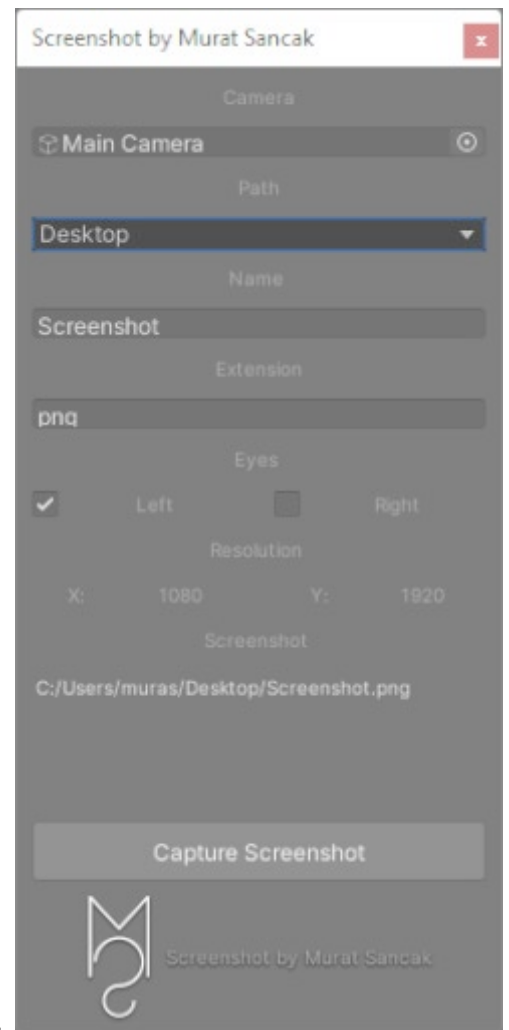 Screenshot by Murat Sancak
x
Camera
Main Camera
Path
Desktop
Name
Screenshot
Extension
png
Eyes
Left Right
Resolution
X: 1080 Y: 1920
Screenshot
C:/Users/muras/Desktop/Screenshot.png
Capture Screenshot
Screenshot by Murat Sancak